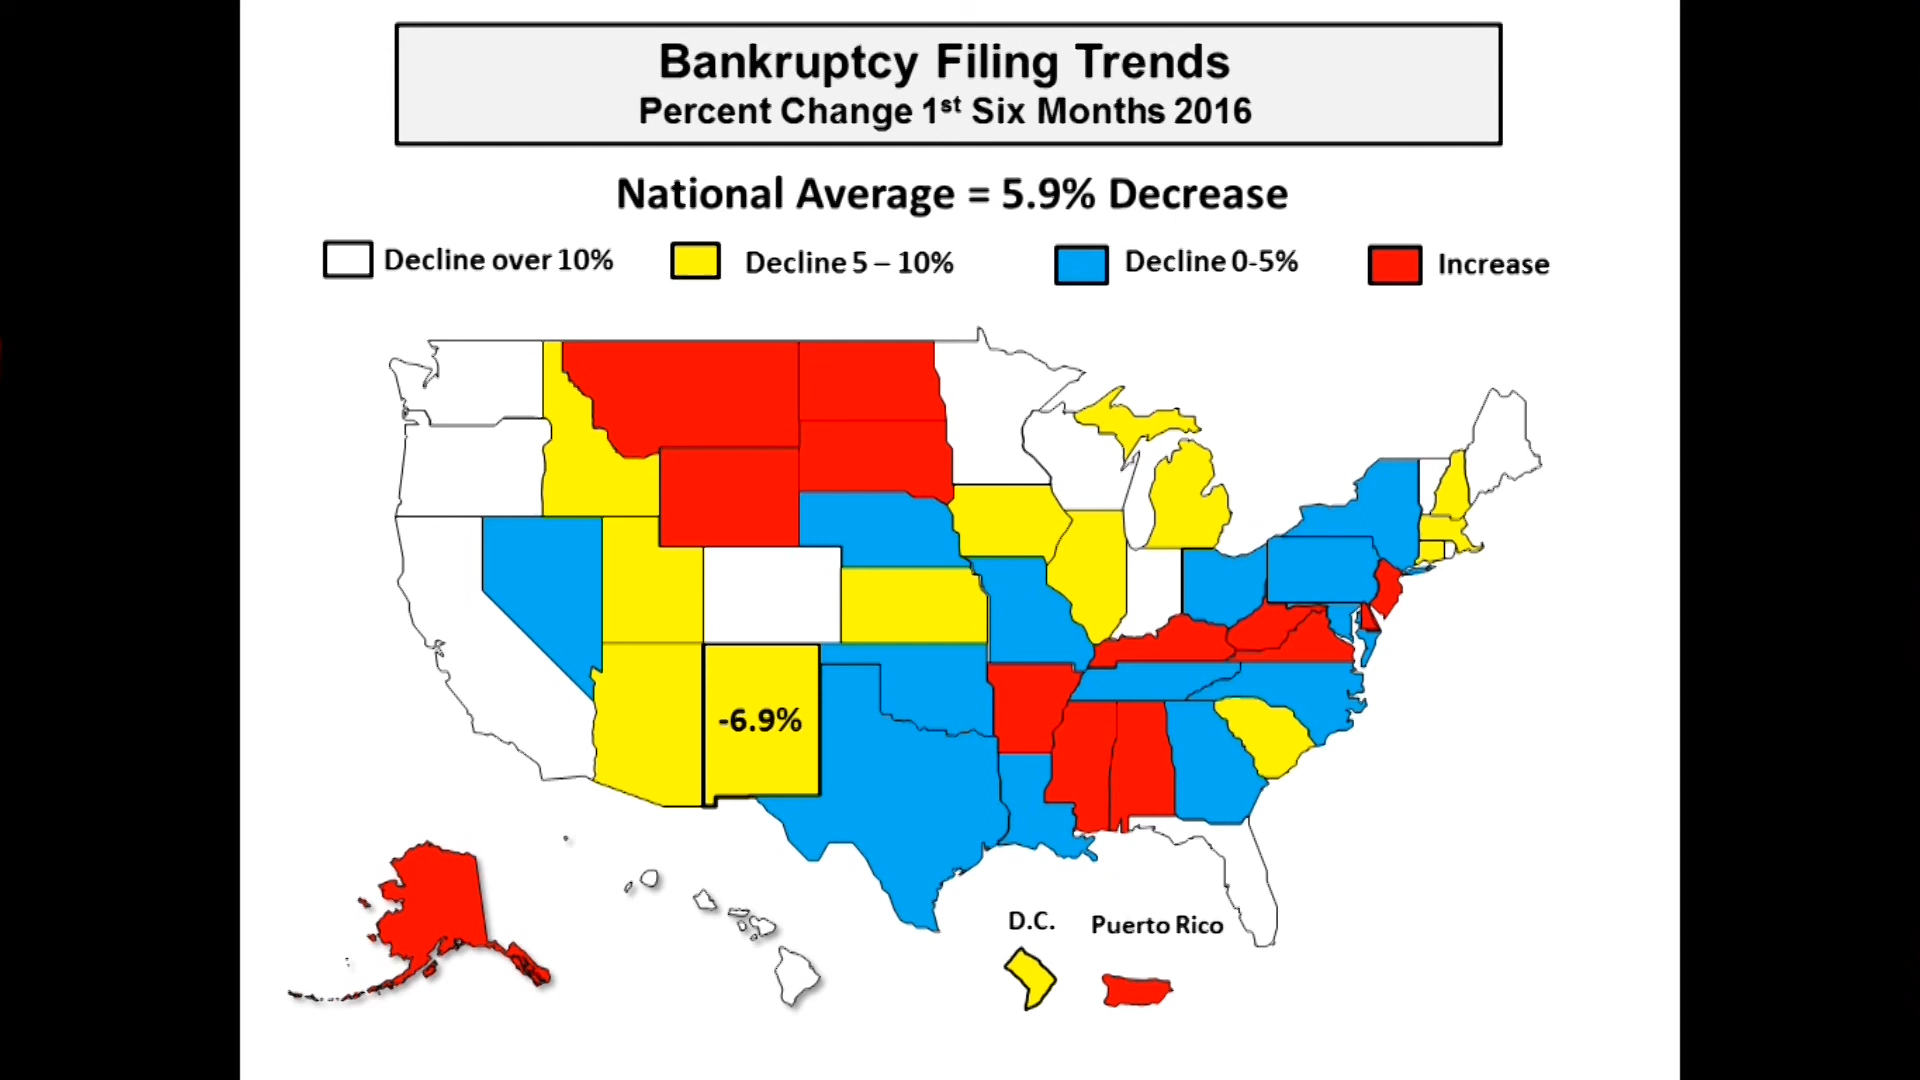 Bankruptcy Filing Trends
Percent Change 1st Six Months 2016
National Average = 5.9% Decrease
Decline over 10%
Decline 5 – 10%
Decline 0-5%
Increase
-6.9%
D.C.
Puerto Rico